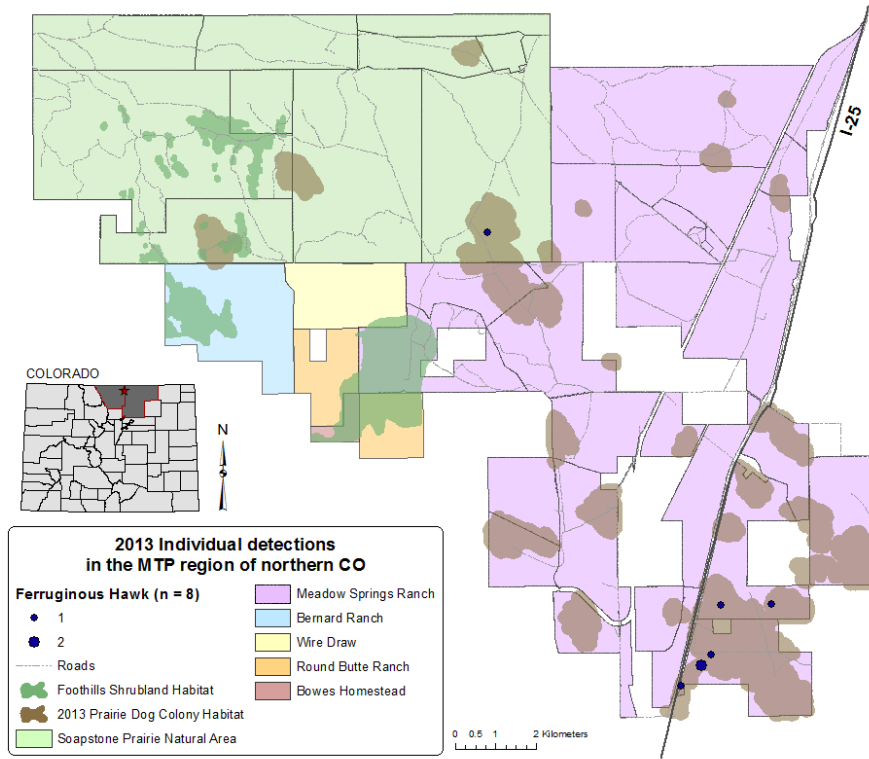 I-25
COLORADO
N
2013 Individual detections
in the MTP region of northern CO
Ferruginous Hawk (n = 8)
1
2
Roads
Foothills Shrubland Habitat
2013 Prairie Dog Colony Habitat
Soapstone Prairie Natural Area
Meadow Springs Ranch
Bernard Ranch
Wire Draw
Round Butte Ranch
Bowes Homestead
0 0.5 1 2 Kilometers